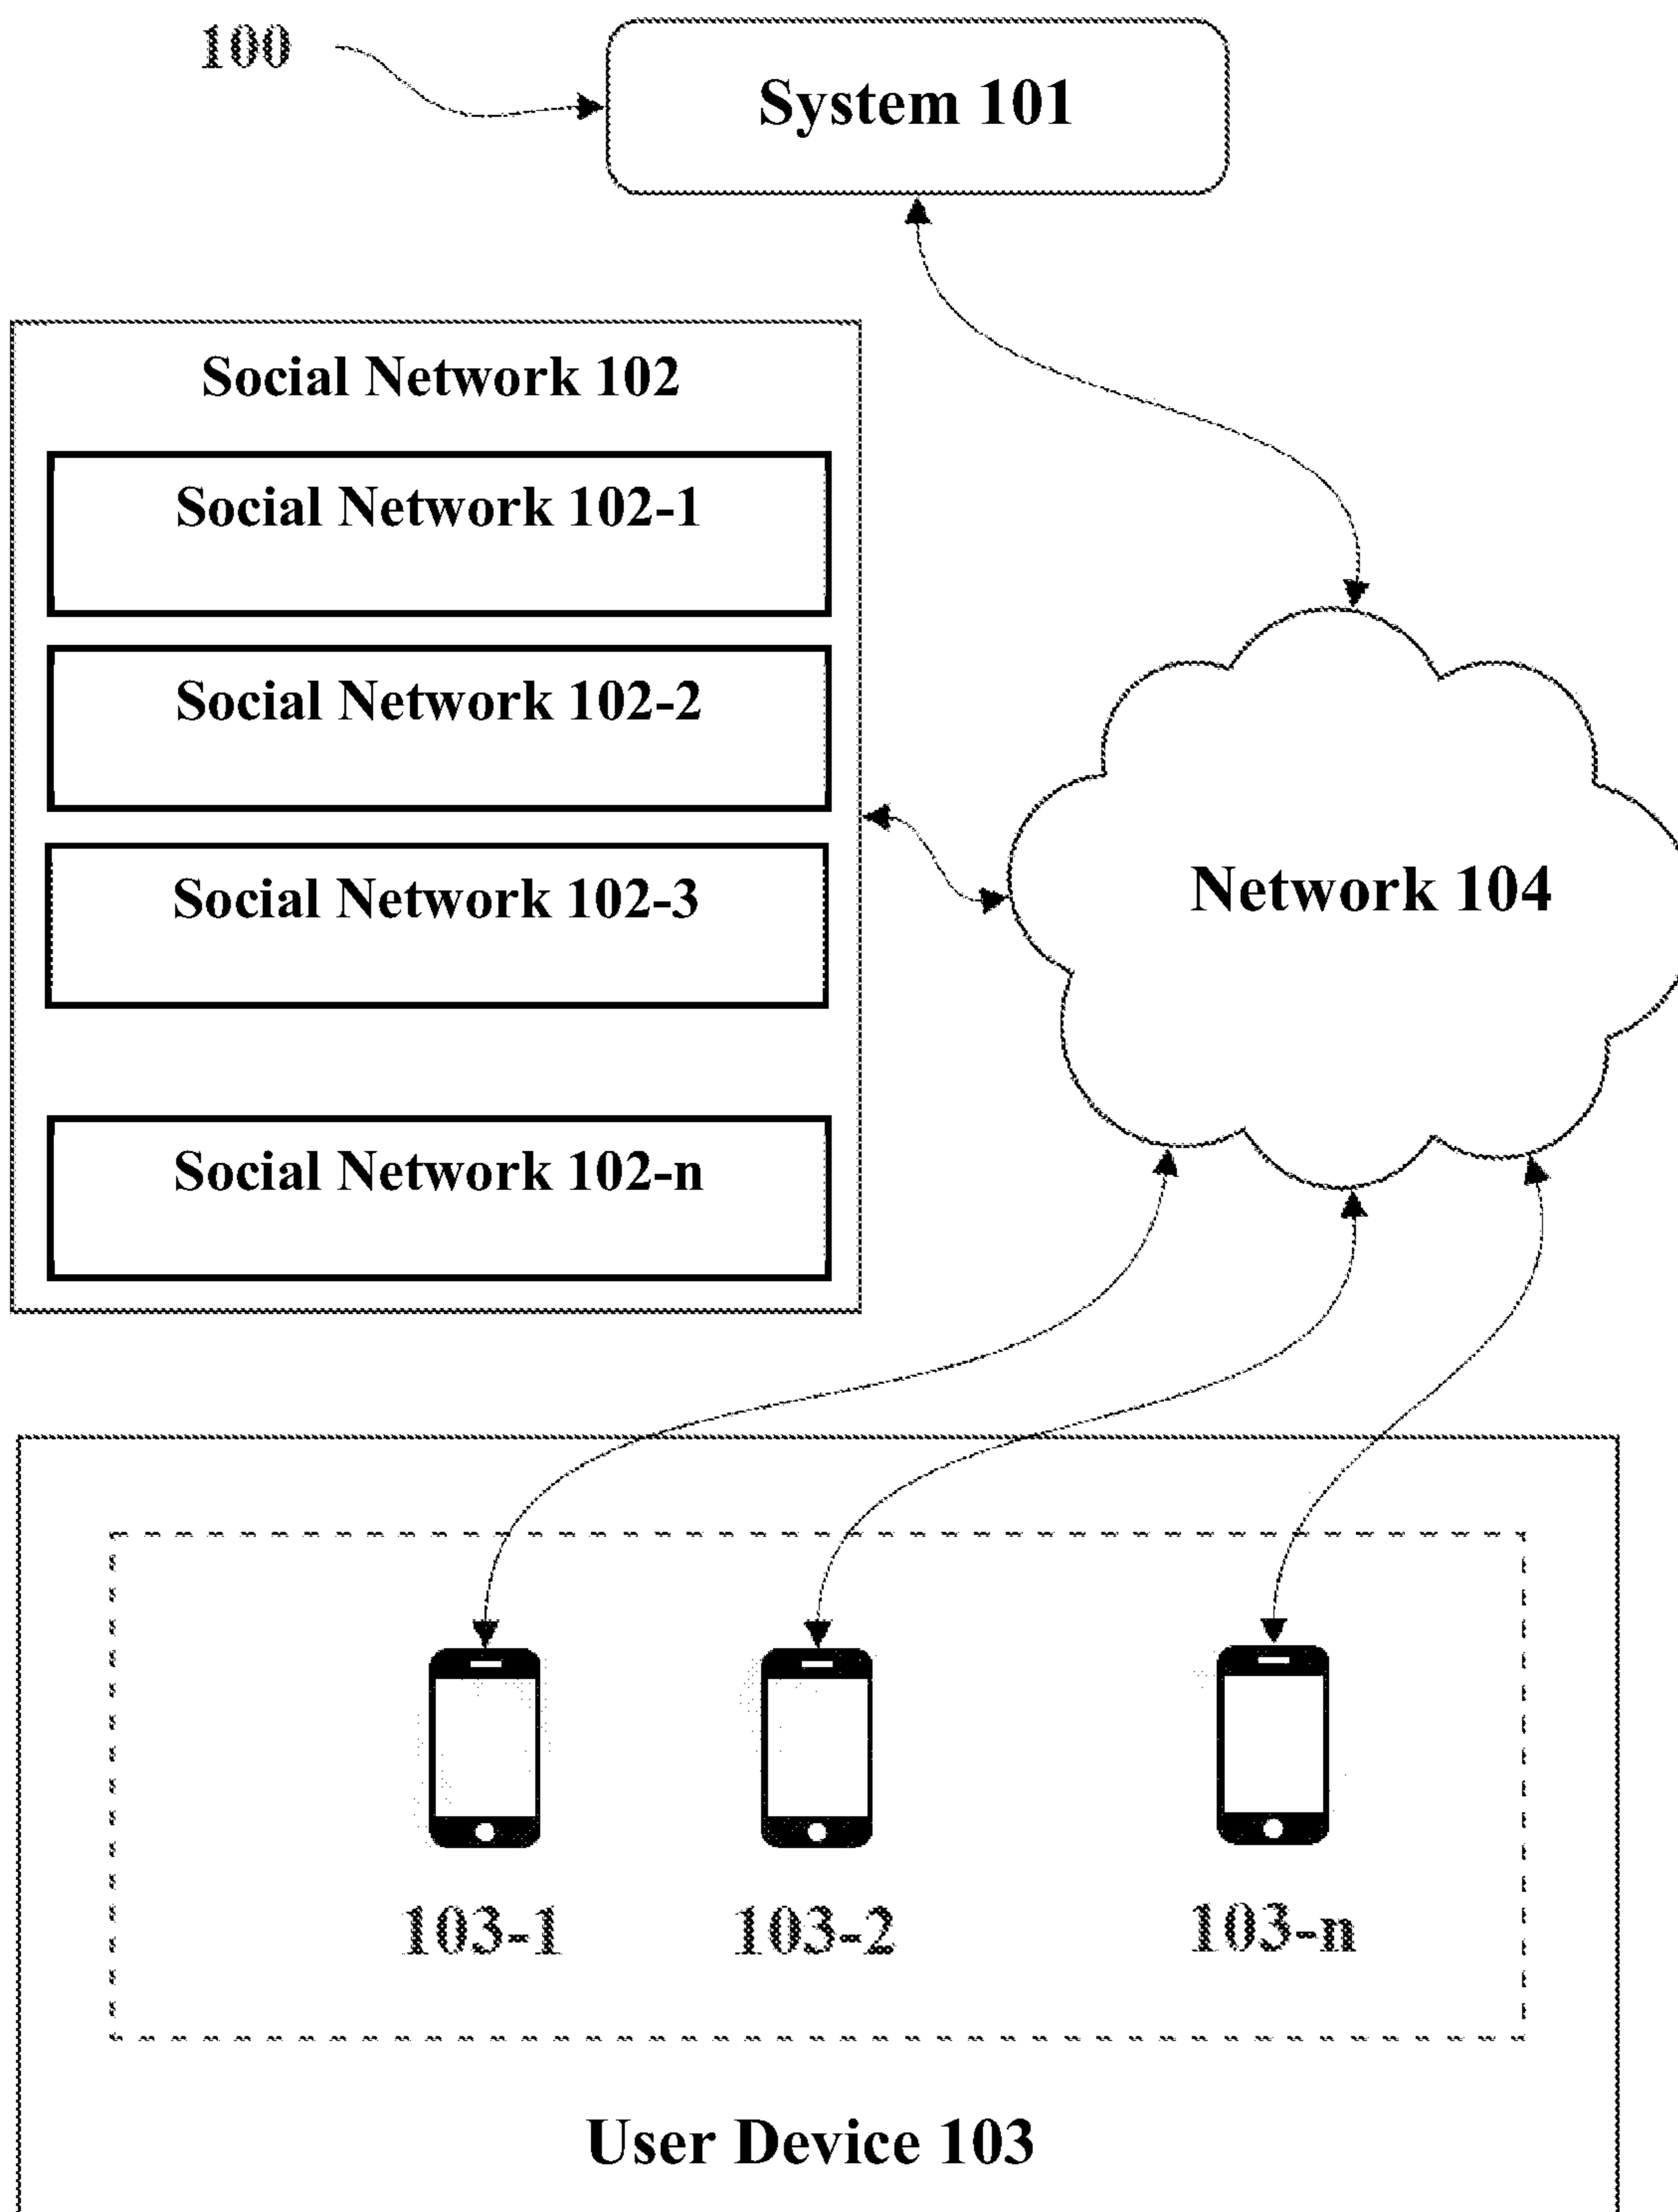 100
System 101
Social Network 102
Social Network 102-1
Social Network 102-2
Social Network 102-3
Social Network 102-n
Network 104
103-1
103-2
103-n
User Device 103